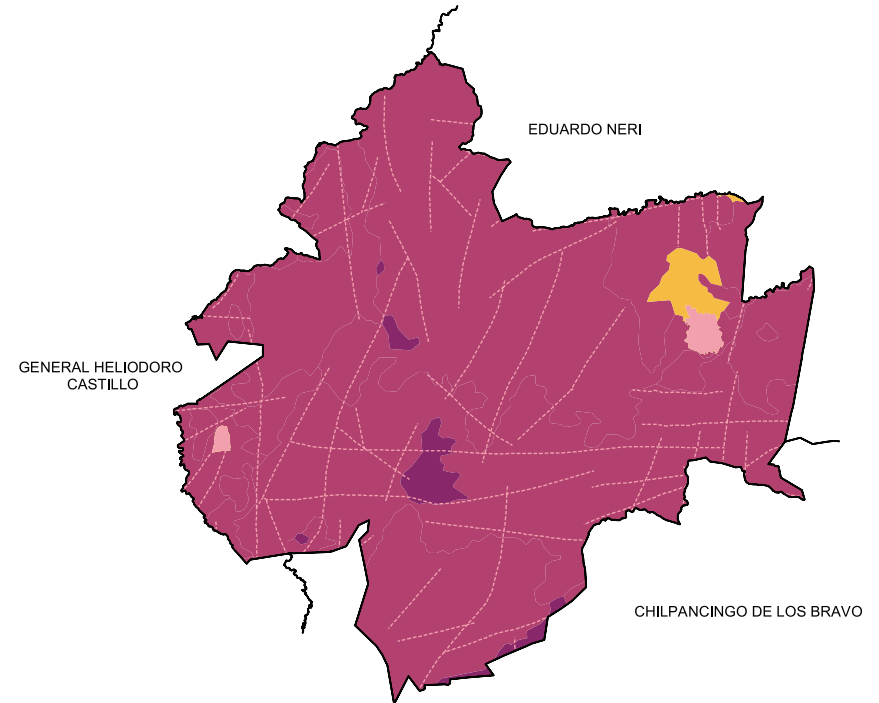 EDUARDO NERI
GENERAL HELIODORO
CASTILLO
CHILPANCINGO DE LOS BRAVO